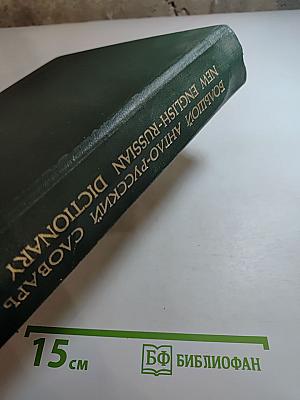 БОЛЬШОЙ АНГЛО-РУССКИЙ СЛОВАРЬ
NEW ENGLISH-RUSSIAN DICTIONARY
15 см
БФ БИБЛИОФАН